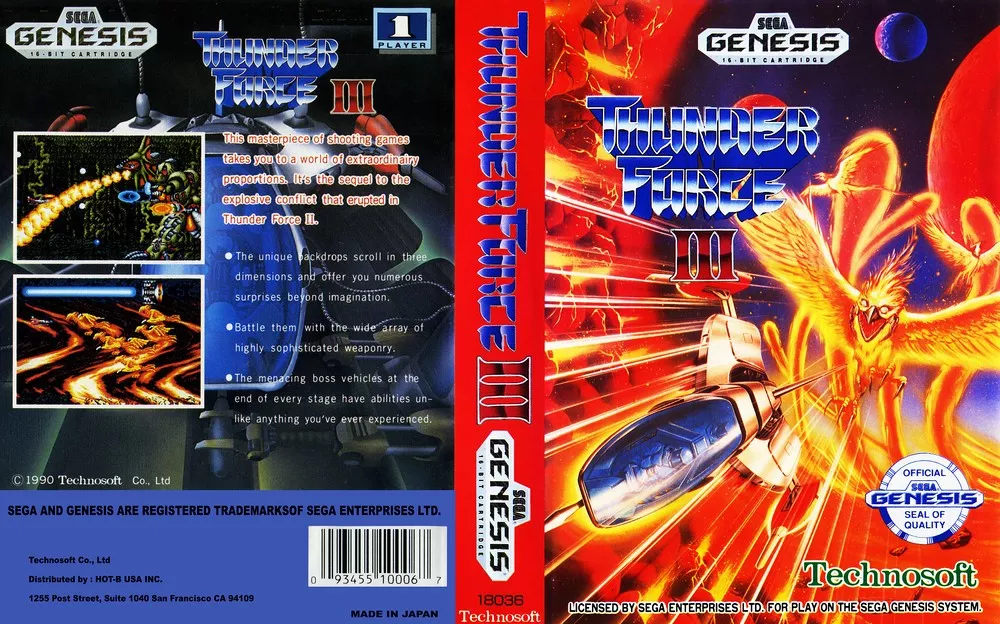 SEGA
GENESIS
16-BIT CARTRIDGE
1
PLAYER
THUNDER
FORCE
III
This masterpiece of shooting games
takes you to a world of extraordinairy
proportions. It's the sequel to the
explosive conflict that erupted in
Thunder Force II.
●The unique backdrops scroll in three
dimensions and offer you numerous
surprises beyond imagination.
●Battle them with the wide array of
highly sophisticated weaponry.
●The menacing boss vehicles at the
end of every stage have abilities un-
like anything you've ever experienced.
© 1990 Technosoft Co., Ltd
SEGA AND GENESIS ARE REGISTERED TRADEMARKSOF SEGA ENTERPRISES LTD.
Technosoft Co., Ltd
Distributed by : HOT-B USA INC.
1255 Post Street, Suite 1040 San Francisco CA 94109
0 93455 10006 7
MADE IN JAPAN
THUNDER FORCE III
SEGA
GENESIS
16-BIT CARTRIDGE
18036
Technosoft
SEGA
GENESIS
16-BIT CARTRIDGE
THUNDER
FORCE
III
OFFICIAL
SEGA
GENESIS
SEAL OF
QUALITY
Technosoft
LICENSED BY SEGA ENTERPRISES LTD. FOR PLAY ON THE SEGA GENESIS SYSTEM.